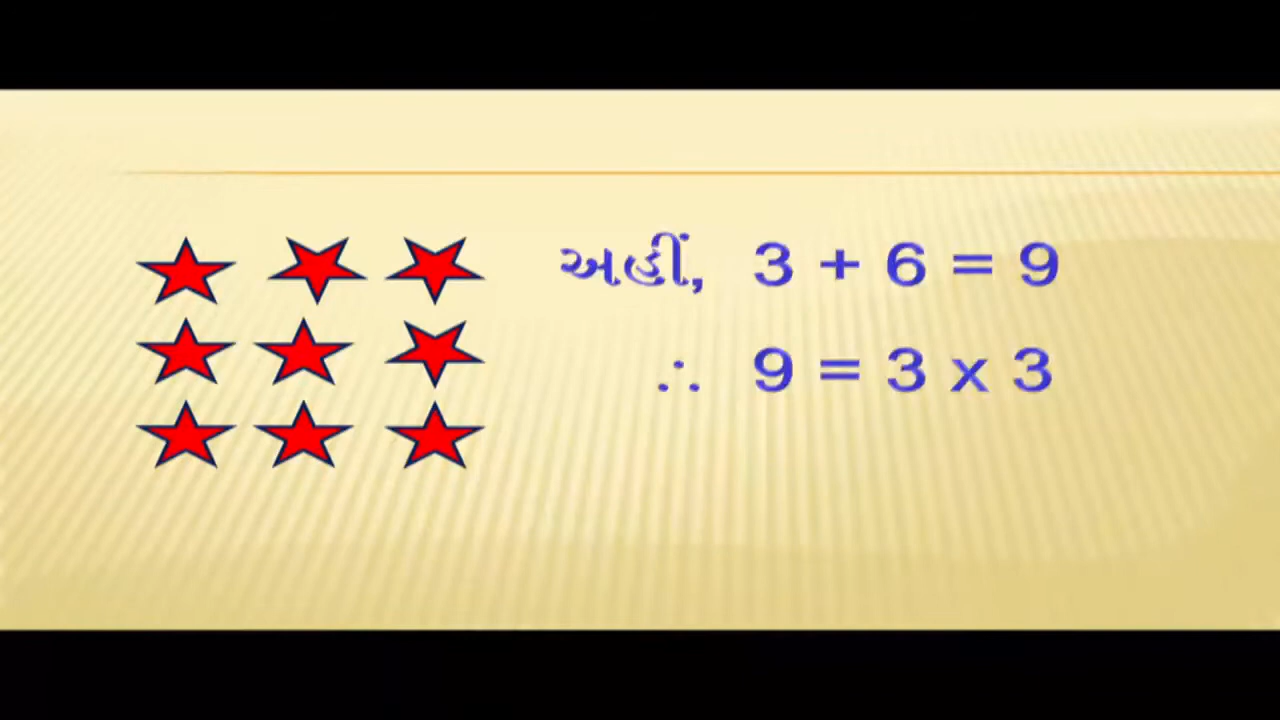 અહીં, 3 + 6 = 9
∴ 9 = 3 x 3